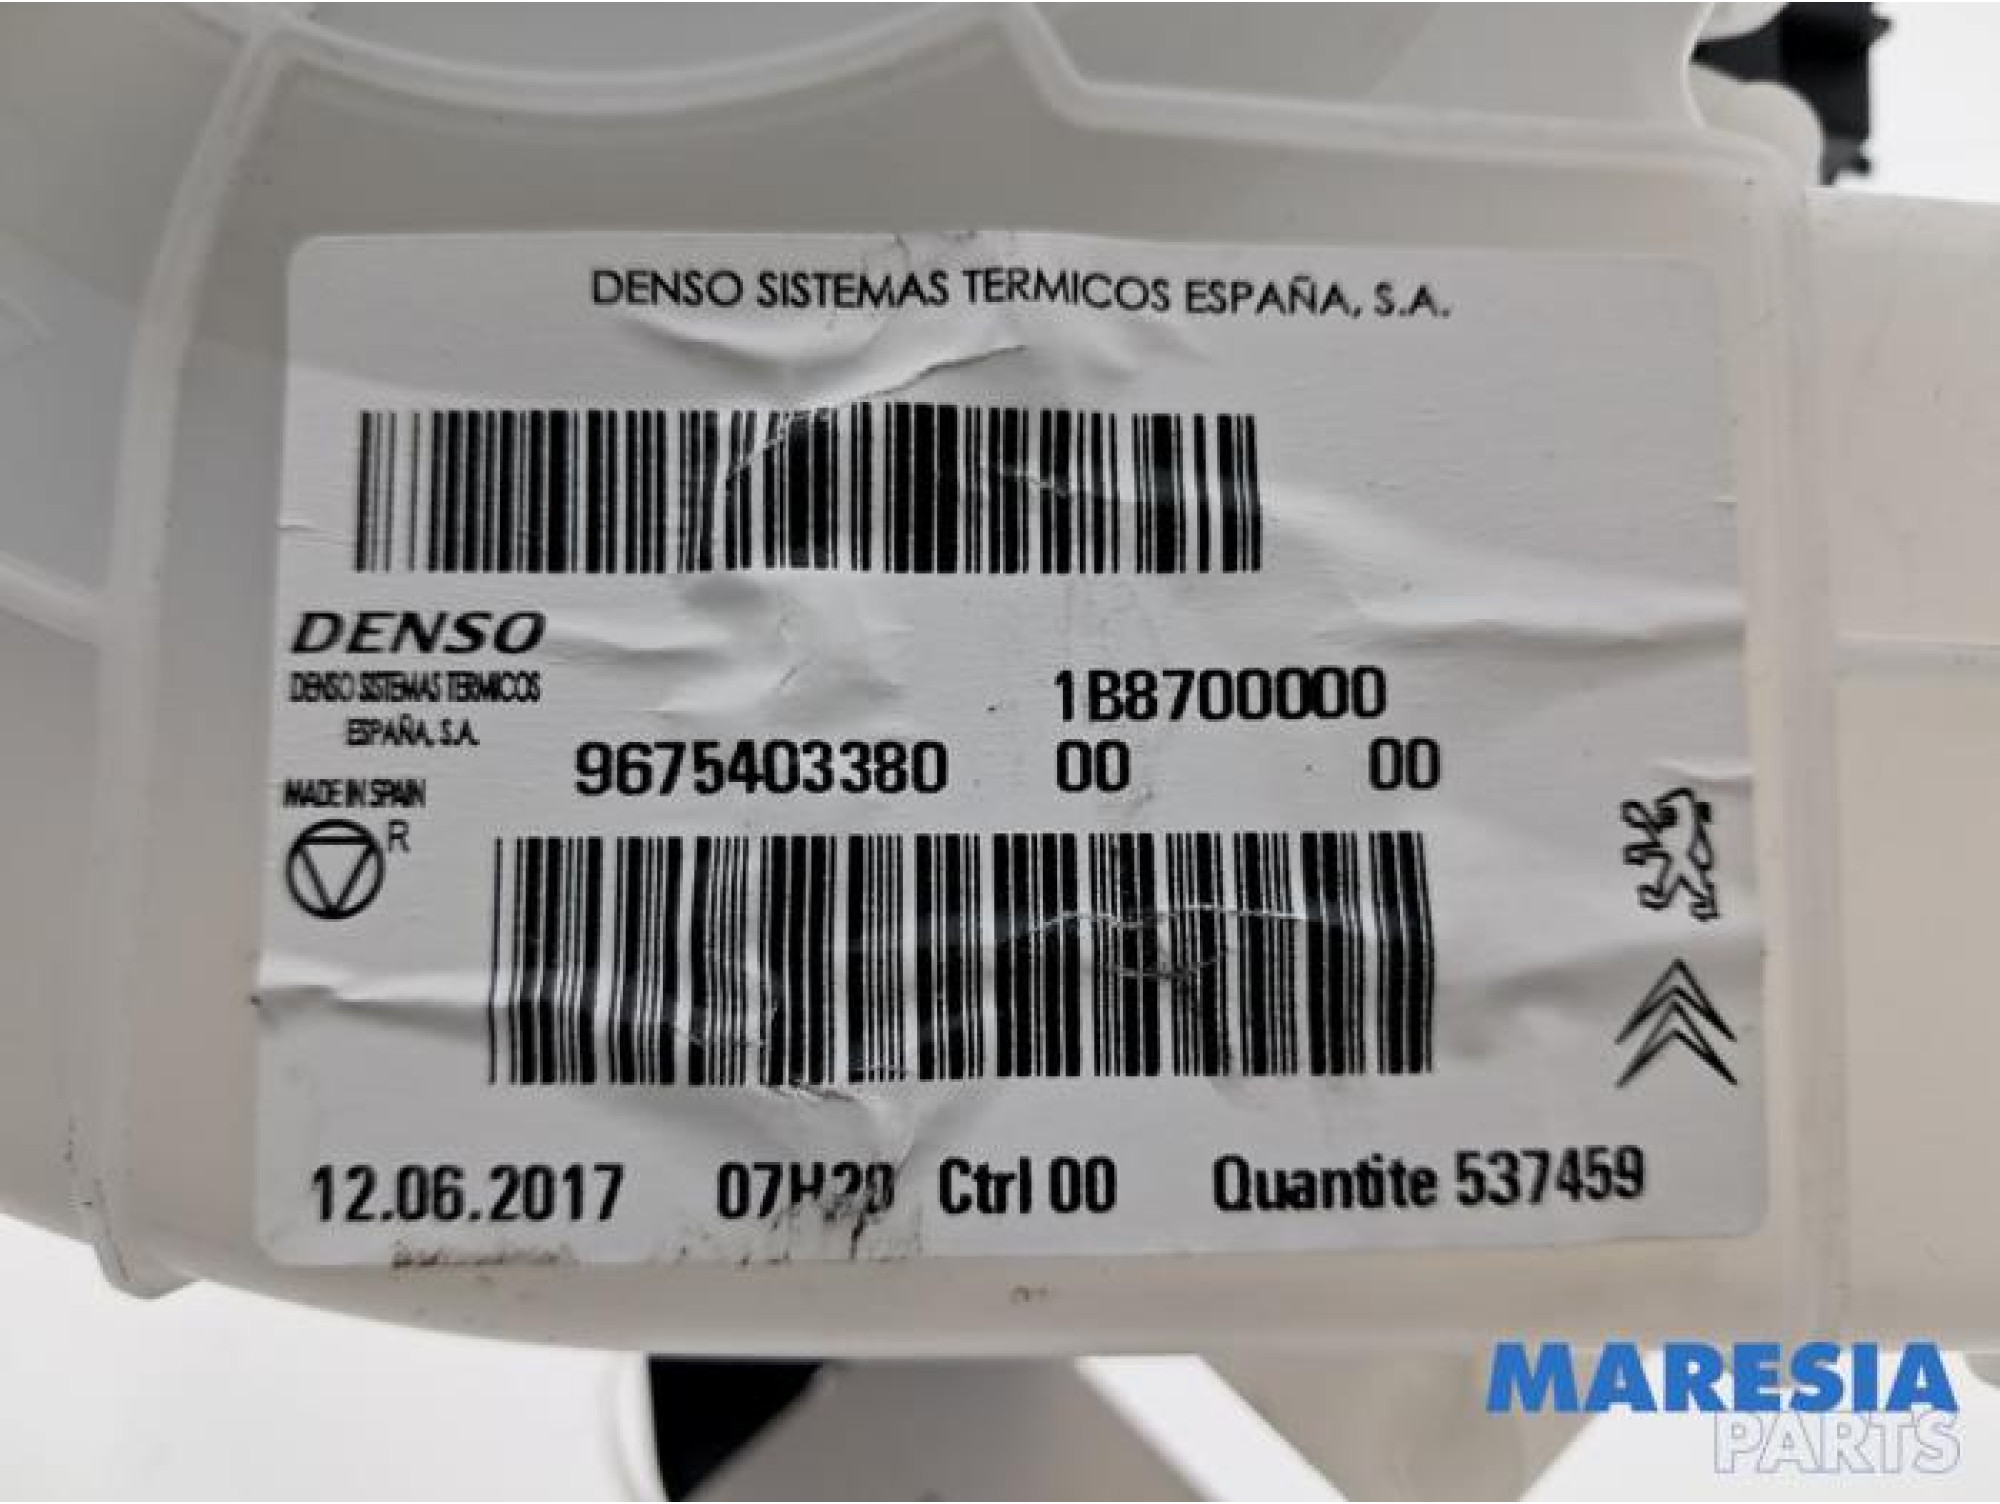 DENSO SISTEMAS TERMICOS ESPAÑA, S.A.
DENSO
DENSO SISTEMAS TERMICOS
ESPAÑA, S.A.
MADE IN SPAIN
R
1B8700000
9675403380 00 00
12.06.2017 07H20 Ctrl 00 Quantite 537459
MARESIA
PARTS